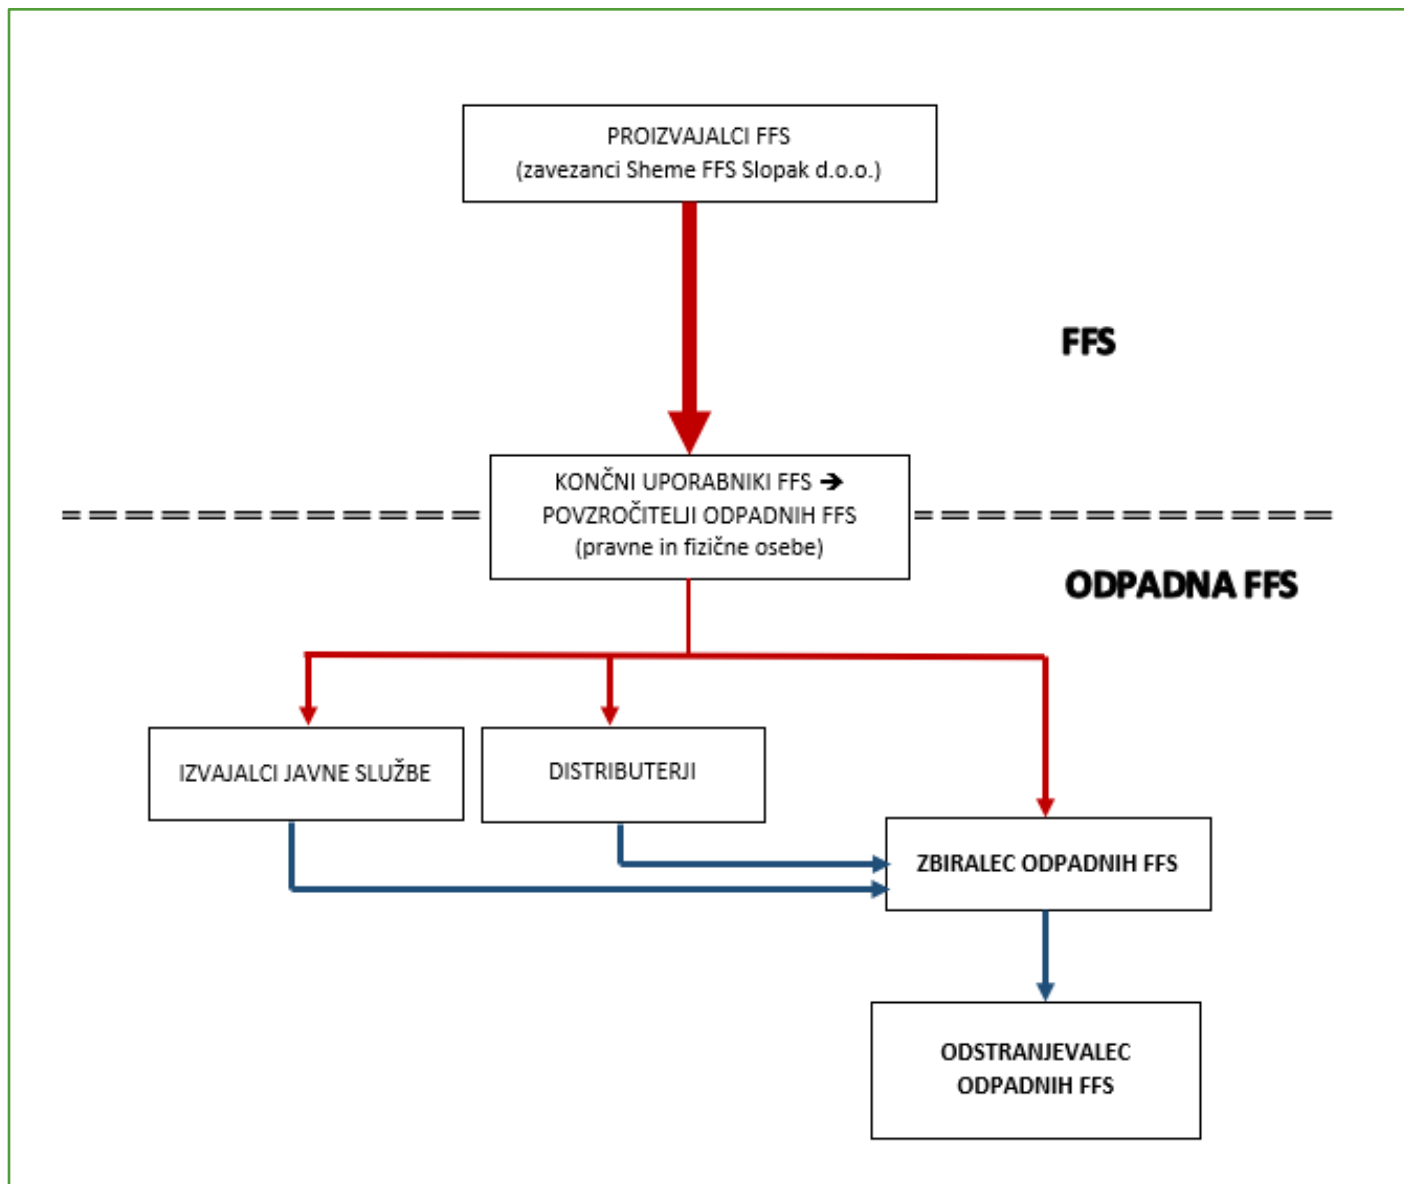 PROIZVAJALCI FFS
(zavezanci Sheme FFS Slopak d.o.o.)
FFS
KONČNI UPORABNIKI FFS ➔
POVZROČITELJI ODPADNIH FFS
(pravne in fizične osebe)
ODPADNA FFS
IZVAJALCI JAVNE SLUŽBE
DISTRIBUTERJI
ZBIRALEC ODPADNIH FFS
ODSTRANJEVALEC
ODPADNIH FFS